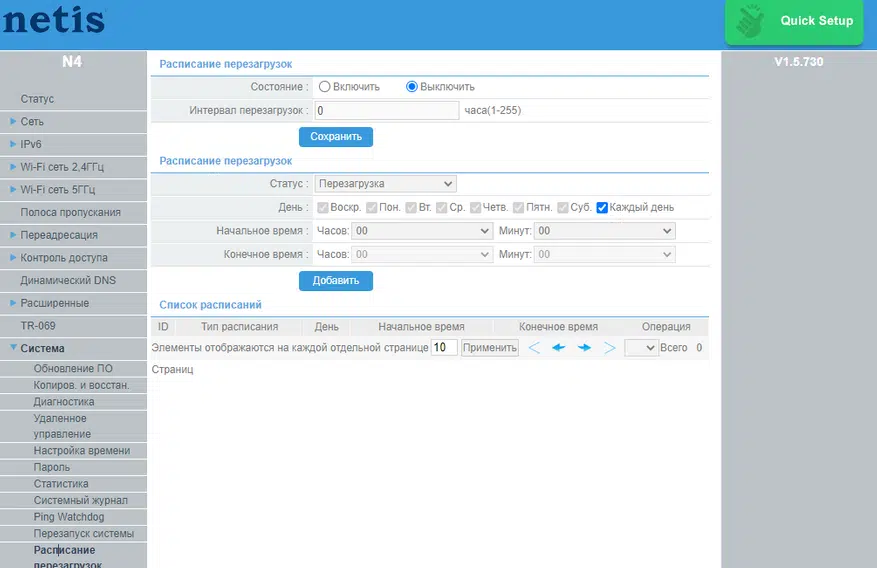 netis
Quick Setup
N4
V1.5.730
Статус
Сеть
IPv6
Wi-Fi сеть 2,4ГГц
Wi-Fi сеть 5ГГц
Полоса пропускания
Переадресация
Контроль доступа
Динамический DNS
Расширенные
TR-069
Система
Обновление ПО
Копиров. и восстан.
Диагностика
Удаленное
управление
Настройка времени
Пароль
Статистика
Системный журнал
Ping Watchdog
Перезапуск системы
Расписание
перезагрузок
Расписание перезагрузок
Состояние : Включить Выключить
Интервал перезагрузок : 0 часа(1-255)
Сохранить
Расписание перезагрузок
Статус : Перезагрузка
День : Воскр. Пон. Вт. Ср. Четв. Пятн. Суб. Каждый день
Начальное время : Часов: 00 Минут: 00
Конечное время : Часов: 00 Минут: 00
Добавить
Список расписаний
ID Тип расписания День Начальное время Конечное время Операция
Элементы отображаются на каждой отдельной странице 10 Применить Всего 0
Страниц